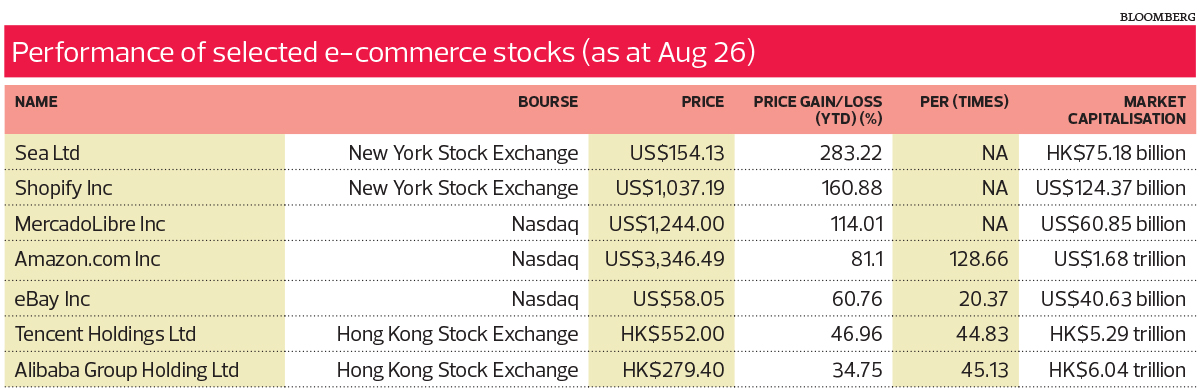 BLOOMBERG
Performance of selected e-commerce stocks (as at Aug 26)
NAME BOURSE PRICE PRICE GAIN/LOSS (YTD) (%) PER (TIMES) MARKET CAPITALISATION
Sea Ltd New York Stock Exchange US$154.13 283.22 NA HK$75.18 billion
Shopify Inc New York Stock Exchange US$1,037.19 160.88 NA US$124.37 billion
MercadoLibre Inc Nasdaq US$1,244.00 114.01 NA US$60.85 billion
Amazon.com Inc Nasdaq US$3,346.49 81.1 128.66 US$1.68 trillion
eBay Inc Nasdaq US$58.05 60.76 20.37 US$40.63 billion
Tencent Holdings Ltd Hong Kong Stock Exchange HK$552.00 46.96 44.83 HK$5.29 trillion
Alibaba Group Holding Ltd Hong Kong Stock Exchange HK$279.40 34.75 45.13 HK$6.04 trillion